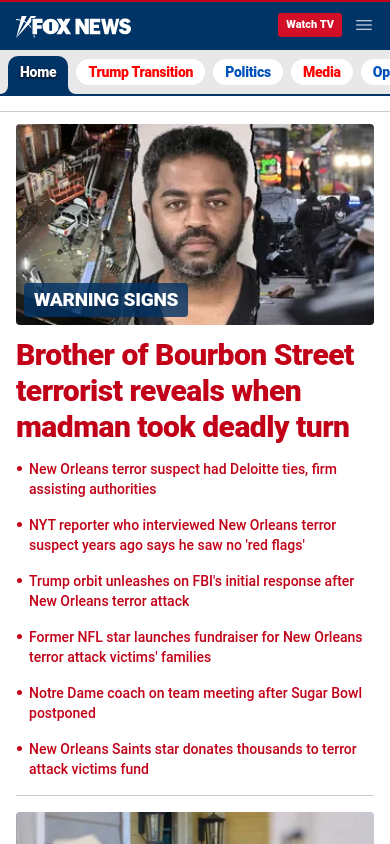 FOX NEWS
Watch TV
Home
Trump Transition
Politics
Media
Op
WARNING SIGNS
Brother of Bourbon Street
terrorist reveals when
madman took deadly turn
New Orleans terror suspect had Deloitte ties, firm
assisting authorities
NYT reporter who interviewed New Orleans terror
suspect years ago says he saw no 'red flags'
Trump orbit unleashes on FBI's initial response after
New Orleans terror attack
Former NFL star launches fundraiser for New Orleans
terror attack victims' families
Notre Dame coach on team meeting after Sugar Bowl
postponed
New Orleans Saints star donates thousands to terror
attack victims fund